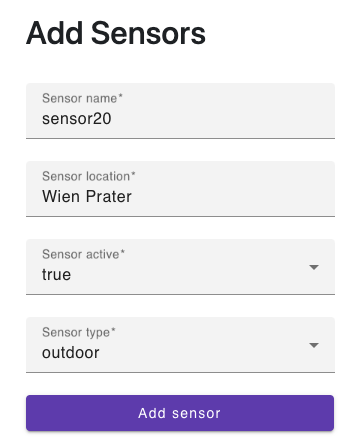 Add Sensors
Sensor name*
sensor20
Sensor location*
Wien Prater
Sensor active*
true
Sensor type*
outdoor
Add sensor